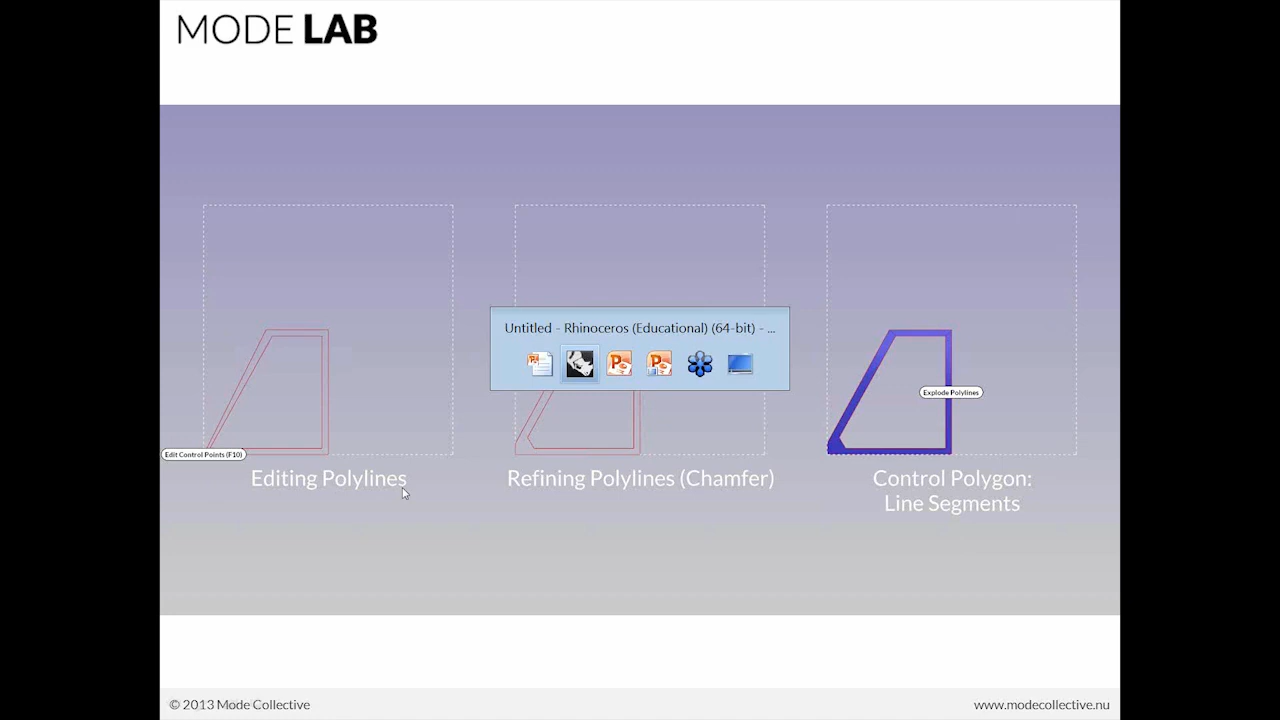 MODE LAB
Untitled - Rhinoceros (Educational) (64-bit) - ...
Explode Polylines
Edit Control Points (F10)
Editing Polylines
Refining Polylines (Chamfer)
Control Polygon:
Line Segments
© 2013 Mode Collective
www.modecollective.nu